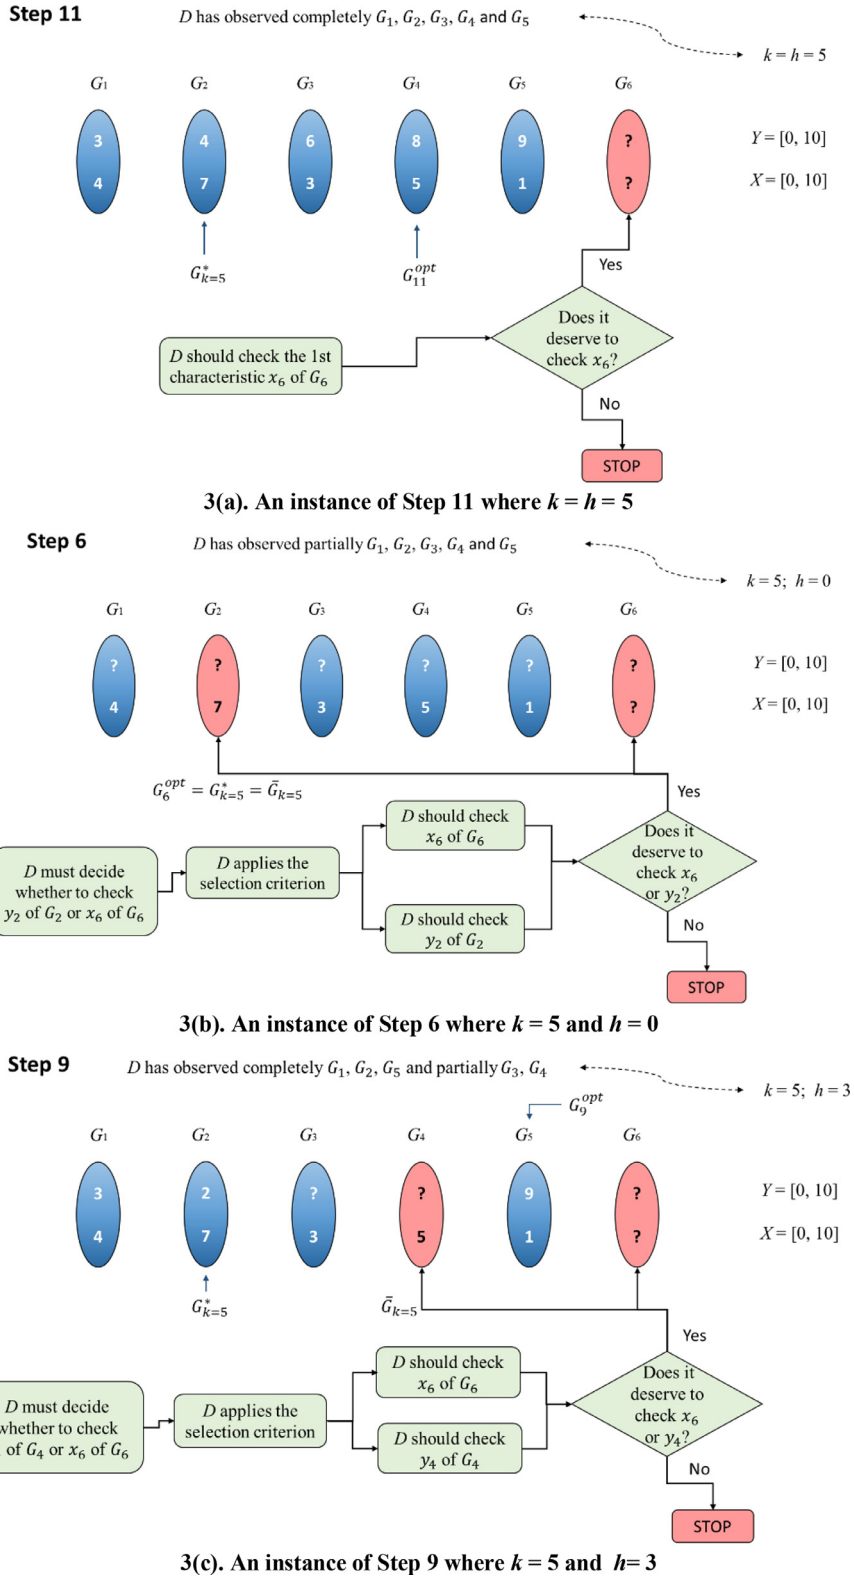 Step 11
D has observed completely G₁, G₂, G₃, G₄ and G₅
k = h = 5
G₁ G₂ G₃ G₄ G₅ G₆
3 4 6 8 9 ?
Y = [0, 10]
4 7 3 5 1 ?
X = [0, 10]
G*ₖ₌₅
G₁₁ᵒᵖᵗ
Yes
Does it
deserve to
check x₆?
D should check the 1st
characteristic x₆ of G₆
No
STOP
3(a). An instance of Step 11 where k = h = 5
Step 6
D has observed partially G₁, G₂, G₃, G₄ and G₅
k = 5; h = 0
G₁ G₂ G₃ G₄ G₅ G₆
? ? ? ? ? ?
Y = [0, 10]
4 7 3 5 1 ?
X = [0, 10]
G₆ᵒᵖᵗ = G*ₖ₌₅ = Ḡₖ₌₅
Yes
D should check
x₆ of G₆
Does it
deserve to
check x₆
or y₂?
D must decide
whether to check
y₂ of G₂ or x₆ of G₆
D applies the
selection criterion
D should check
y₂ of G₂
No
STOP
3(b). An instance of Step 6 where k = 5 and h = 0
Step 9
D has observed completely G₁, G₂, G₅ and partially G₃, G₄
k = 5; h = 3
G₉ᵒᵖᵗ
G₁ G₂ G₃ G₄ G₅ G₆
3 2 ? ? 9 ?
Y = [0, 10]
4 7 3 5 1 ?
X = [0, 10]
G*ₖ₌₅
Ḡₖ₌₅
Yes
D should check
x₆ of G₆
Does it
deserve to
check x₆
or y₄?
D must decide
whether to check
of G₄ or x₆ of G₆
D applies the
selection criterion
D should check
y₄ of G₄
No
STOP
3(c). An instance of Step 9 where k = 5 and h= 3